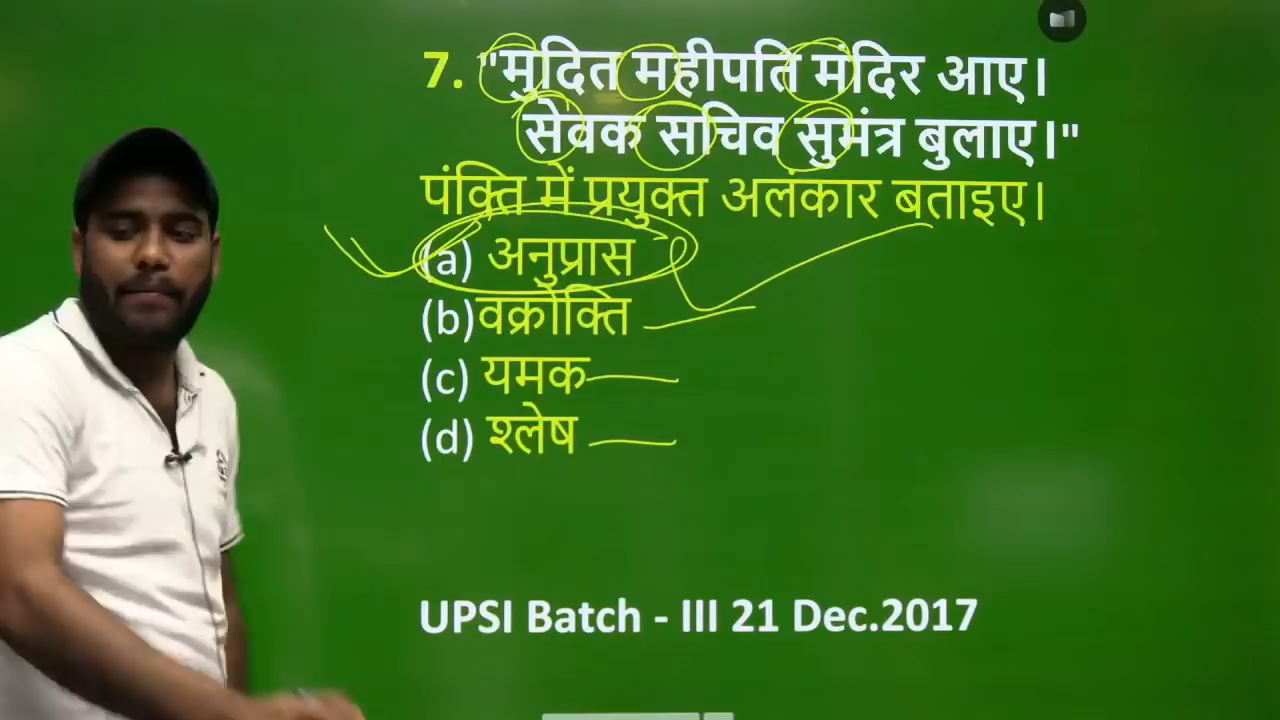 7. "मुदित महीपति मंदिर आए।
सेवक सचिव सुमंत्र बुलाए।"
पंक्ति में प्रयुक्त अलंकार बताइए।
(a) अनुप्रास
(b) वक्रोक्ति
(c) यमक
(d) श्लेष
UPSI Batch - III 21 Dec.2017